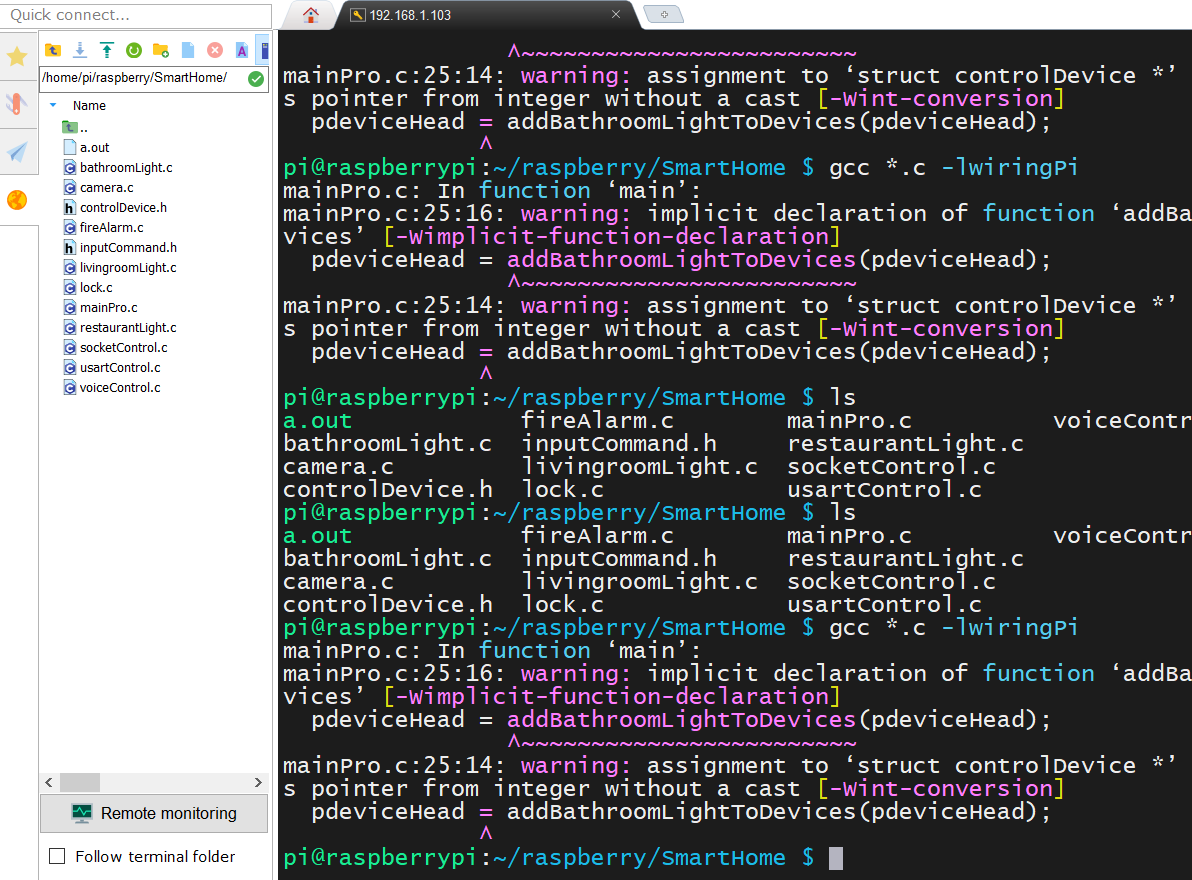 Quick connect...
192.168.1.103
/home/pi/raspberry/SmartHome/
Name
..
a.out
bathroomLight.c
camera.c
controlDevice.h
fireAlarm.c
inputCommand.h
livingroomLight.c
lock.c
mainPro.c
restaurantLight.c
socketControl.c
usartControl.c
voiceControl.c
Remote monitoring
Follow terminal folder
^~~~~~~~~~~~~~~~~~~~~~~~~
mainPro.c:25:14: warning: assignment to ‘struct controlDevice *’
s pointer from integer without a cast [-Wint-conversion]
pdeviceHead = addBathroomLightToDevices(pdeviceHead);
^
pi@raspberrypi:~/raspberry/SmartHome $ gcc *.c -lwiringPi
mainPro.c: In function ‘main’:
mainPro.c:25:16: warning: implicit declaration of function ‘addBa
vices’ [-Wimplicit-function-declaration]
pdeviceHead = addBathroomLightToDevices(pdeviceHead);
^~~~~~~~~~~~~~~~~~~~~~~~~
mainPro.c:25:14: warning: assignment to ‘struct controlDevice *’
s pointer from integer without a cast [-Wint-conversion]
pdeviceHead = addBathroomLightToDevices(pdeviceHead);
^
pi@raspberrypi:~/raspberry/SmartHome $ ls
a.out fireAlarm.c mainPro.c voiceContr
bathroomLight.c inputCommand.h restaurantLight.c
camera.c livingroomLight.c socketControl.c
controlDevice.h lock.c usartControl.c
pi@raspberrypi:~/raspberry/SmartHome $ ls
a.out fireAlarm.c mainPro.c voiceContr
bathroomLight.c inputCommand.h restaurantLight.c
camera.c livingroomLight.c socketControl.c
controlDevice.h lock.c usartControl.c
pi@raspberrypi:~/raspberry/SmartHome $ gcc *.c -lwiringPi
mainPro.c: In function ‘main’:
mainPro.c:25:16: warning: implicit declaration of function ‘addBa
vices’ [-Wimplicit-function-declaration]
pdeviceHead = addBathroomLightToDevices(pdeviceHead);
^~~~~~~~~~~~~~~~~~~~~~~~~
mainPro.c:25:14: warning: assignment to ‘struct controlDevice *’
s pointer from integer without a cast [-Wint-conversion]
pdeviceHead = addBathroomLightToDevices(pdeviceHead);
^
pi@raspberrypi:~/raspberry/SmartHome $